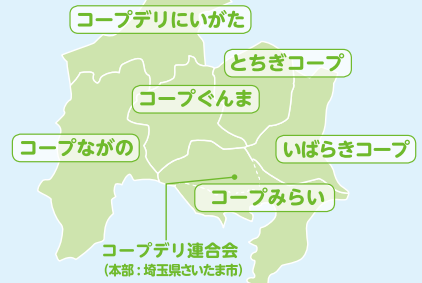 コープデリにいがた
とちぎコープ
コープぐんま
コープながの
いばらきコープ
コープみらい
コープデリ連合会
（本部：埼玉県さいたま市）